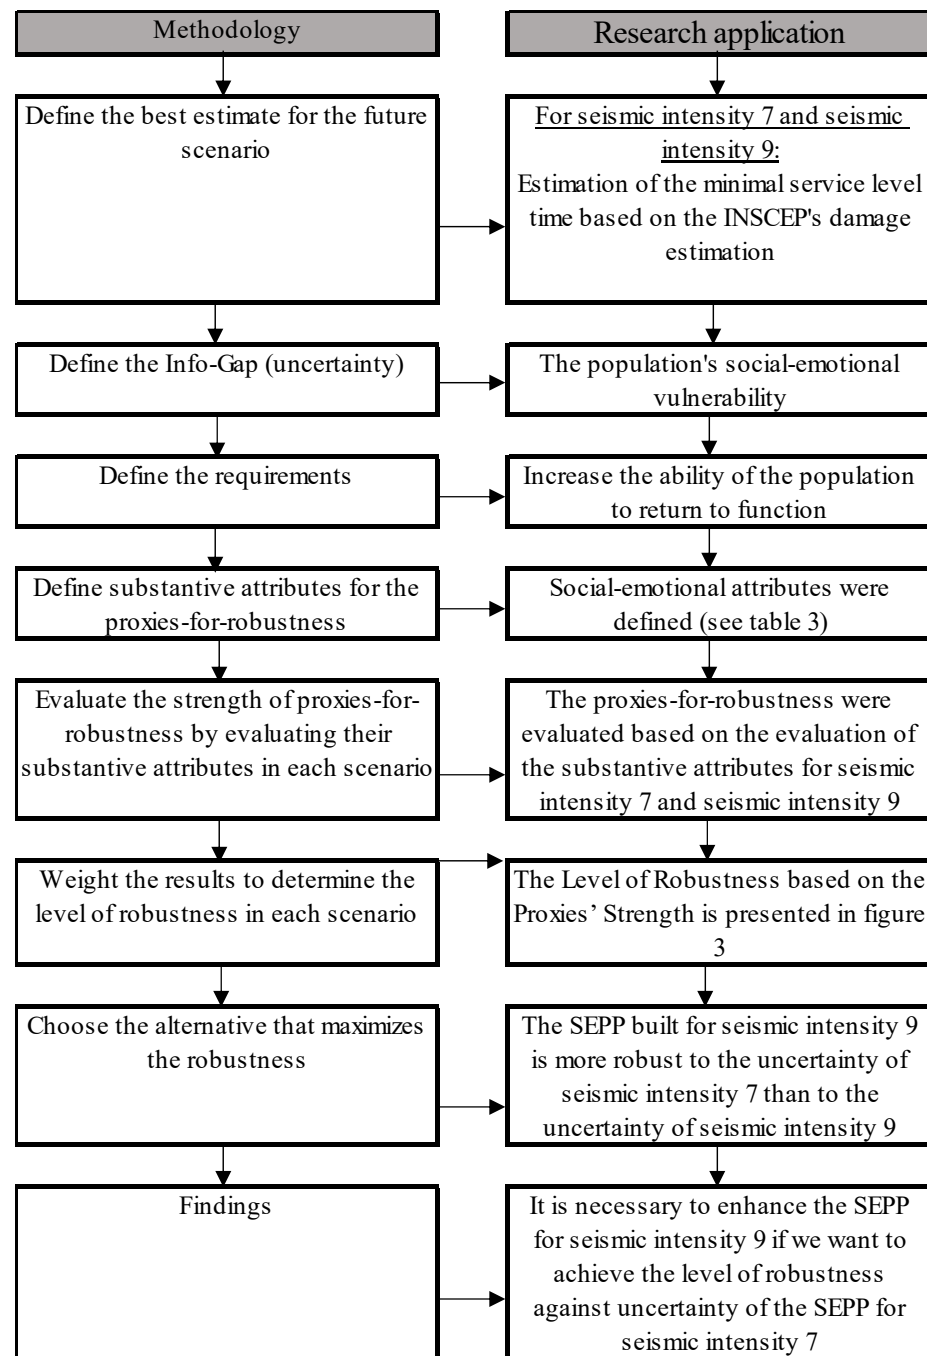 Methodology
Research application
Define the best estimate for the future
scenario
For seismic intensity 7 and seismic
intensity 9:
Estimation of the minimal service level
time based on the INSCEP's damage
estimation
Define the Info-Gap (uncertainty)
The population's social-emotional
vulnerability
Define the requirements
Increase the ability of the population
to return to function
Define substantive attributes for the
proxies-for-robustness
Social-emotional attributes were
defined (see table 3)
Evaluate the strength of proxies-for-
robustness by evaluating their
substantive attributes in each scenario
The proxies-for-robustness were
evaluated based on the evaluation of
the substantive attributes for seismic
intensity 7 and seismic intensity 9
Weight the results to determine the
level of robustness in each scenario
The Level of Robustness based on the
Proxies’ Strength is presented in figure
3
Choose the alternative that maximizes
the robustness
The SEPP built for seismic intensity 9
is more robust to the uncertainty of
seismic intensity 7 than to the
uncertainty of seismic intensity 9
Findings
It is necessary to enhance the SEPP
for seismic intensity 9 if we want to
achieve the level of robustness
against uncertainty of the SEPP for
seismic intensity 7